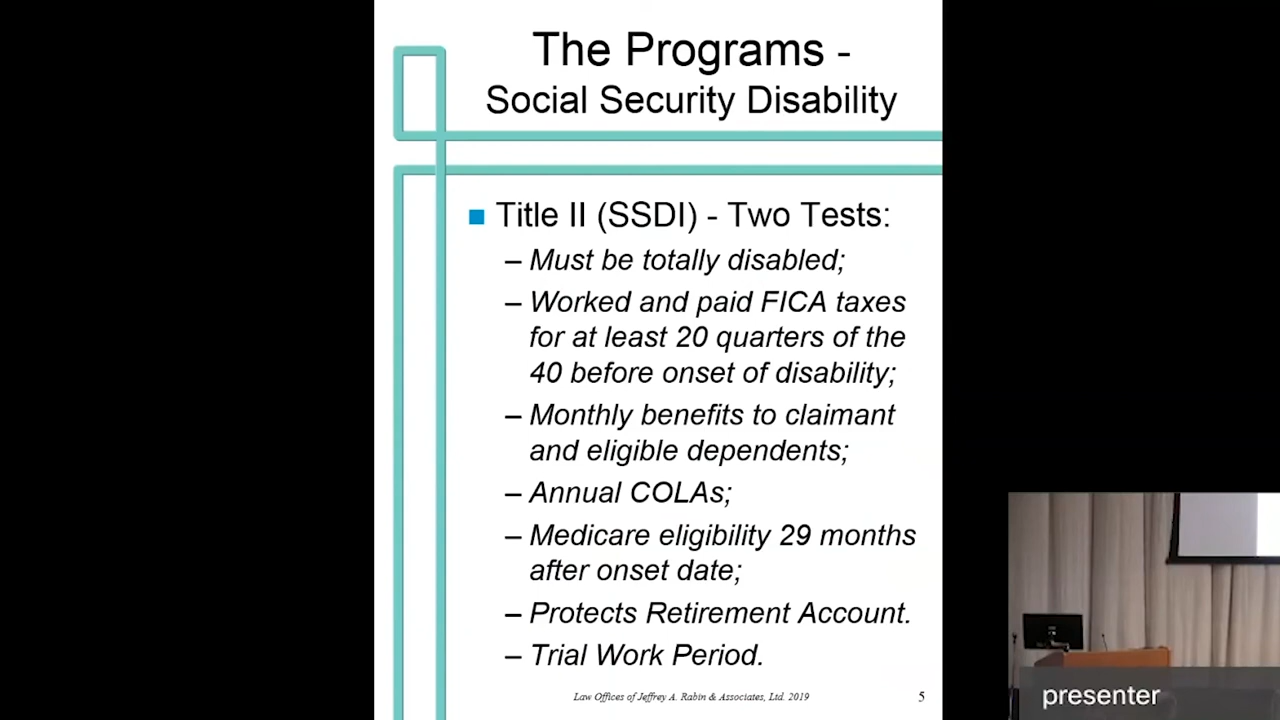 The Programs -
Social Security Disability
Title II (SSDI) - Two Tests:
– Must be totally disabled;
– Worked and paid FICA taxes
for at least 20 quarters of the
40 before onset of disability;
– Monthly benefits to claimant
and eligible dependents;
– Annual COLAs;
– Medicare eligibility 29 months
after onset date;
– Protects Retirement Account.
– Trial Work Period.
Law Offices of Jeffrey A. Rabin & Associates, Ltd. 2019
5
presenter